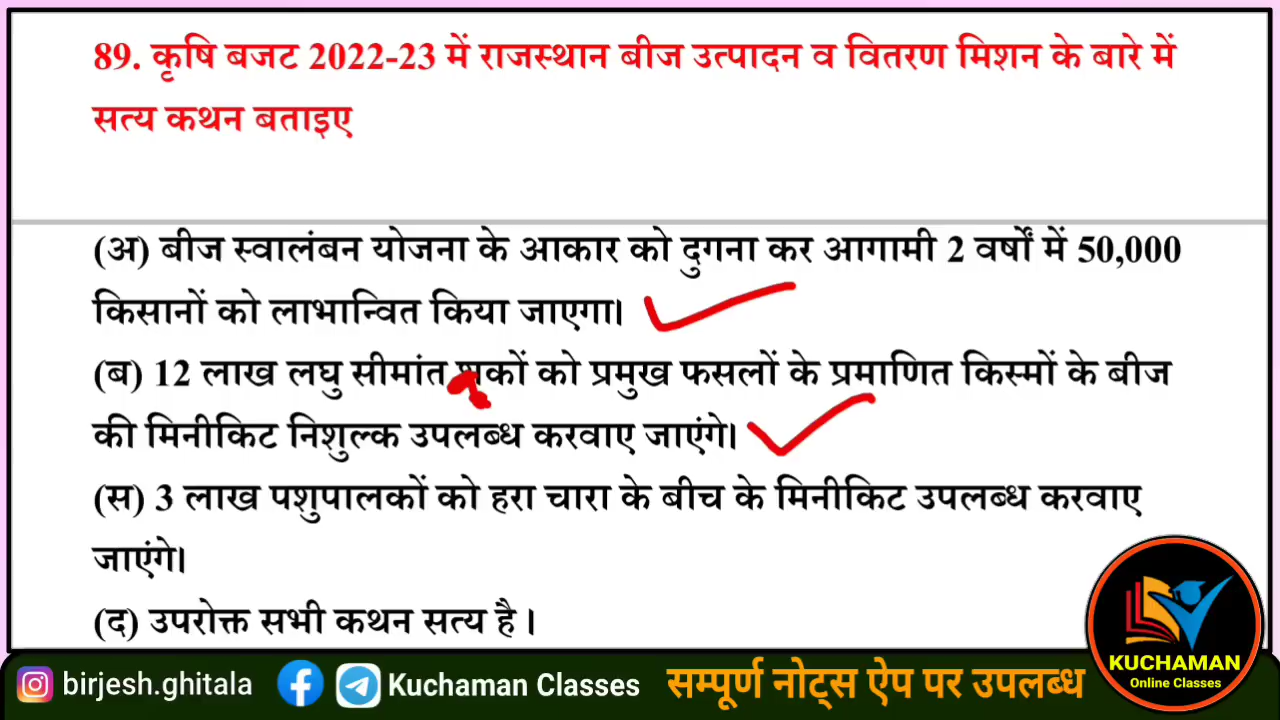 89. कृषि बजट 2022-23 में राजस्थान बीज उत्पादन व वितरण मिशन के बारे में
सत्य कथन बताइए
(अ) बीज स्वालंबन योजना के आकार को दुगना कर आगामी 2 वर्षों में 50,000
किसानों को लाभान्वित किया जाएगा।
(ब) 12 लाख लघु सीमांत को प्रमुख फसलों के प्रमाणित किस्मों के बीज
की मिनीकिट निशुल्क उपलब्ध करवाए जाएंगे।
(स) 3 लाख पशुपालकों को हरा चारा के बीच के मिनीकिट उपलब्ध करवाए
जाएंगे।
(द) उपरोक्त सभी कथन सत्य है ।
KUCHAMAN
Online Classes
birjesh.ghitala Kuchaman Classes सम्पूर्ण नोट्स ऐप पर उपलब्ध